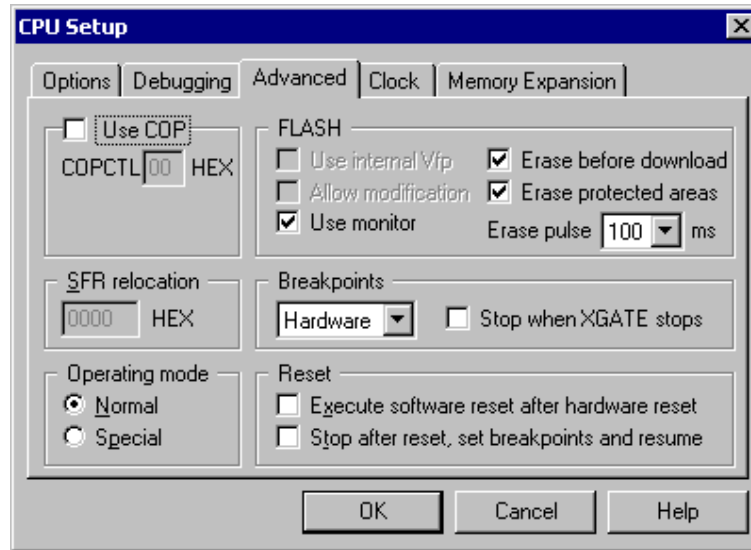 CPU Setup
Options Debugging Advanced Clock Memory Expansion
Use COP
COPCTL 00 HEX
FLASH
Use internal Vfp Erase before download
Allow modification Erase protected areas
Use monitor Erase pulse 100 ms
SFR relocation
0000 HEX
Breakpoints
Hardware Stop when XGATE stops
Operating mode
Normal
Special
Reset
Execute software reset after hardware reset
Stop after reset, set breakpoints and resume
OK Cancel Help